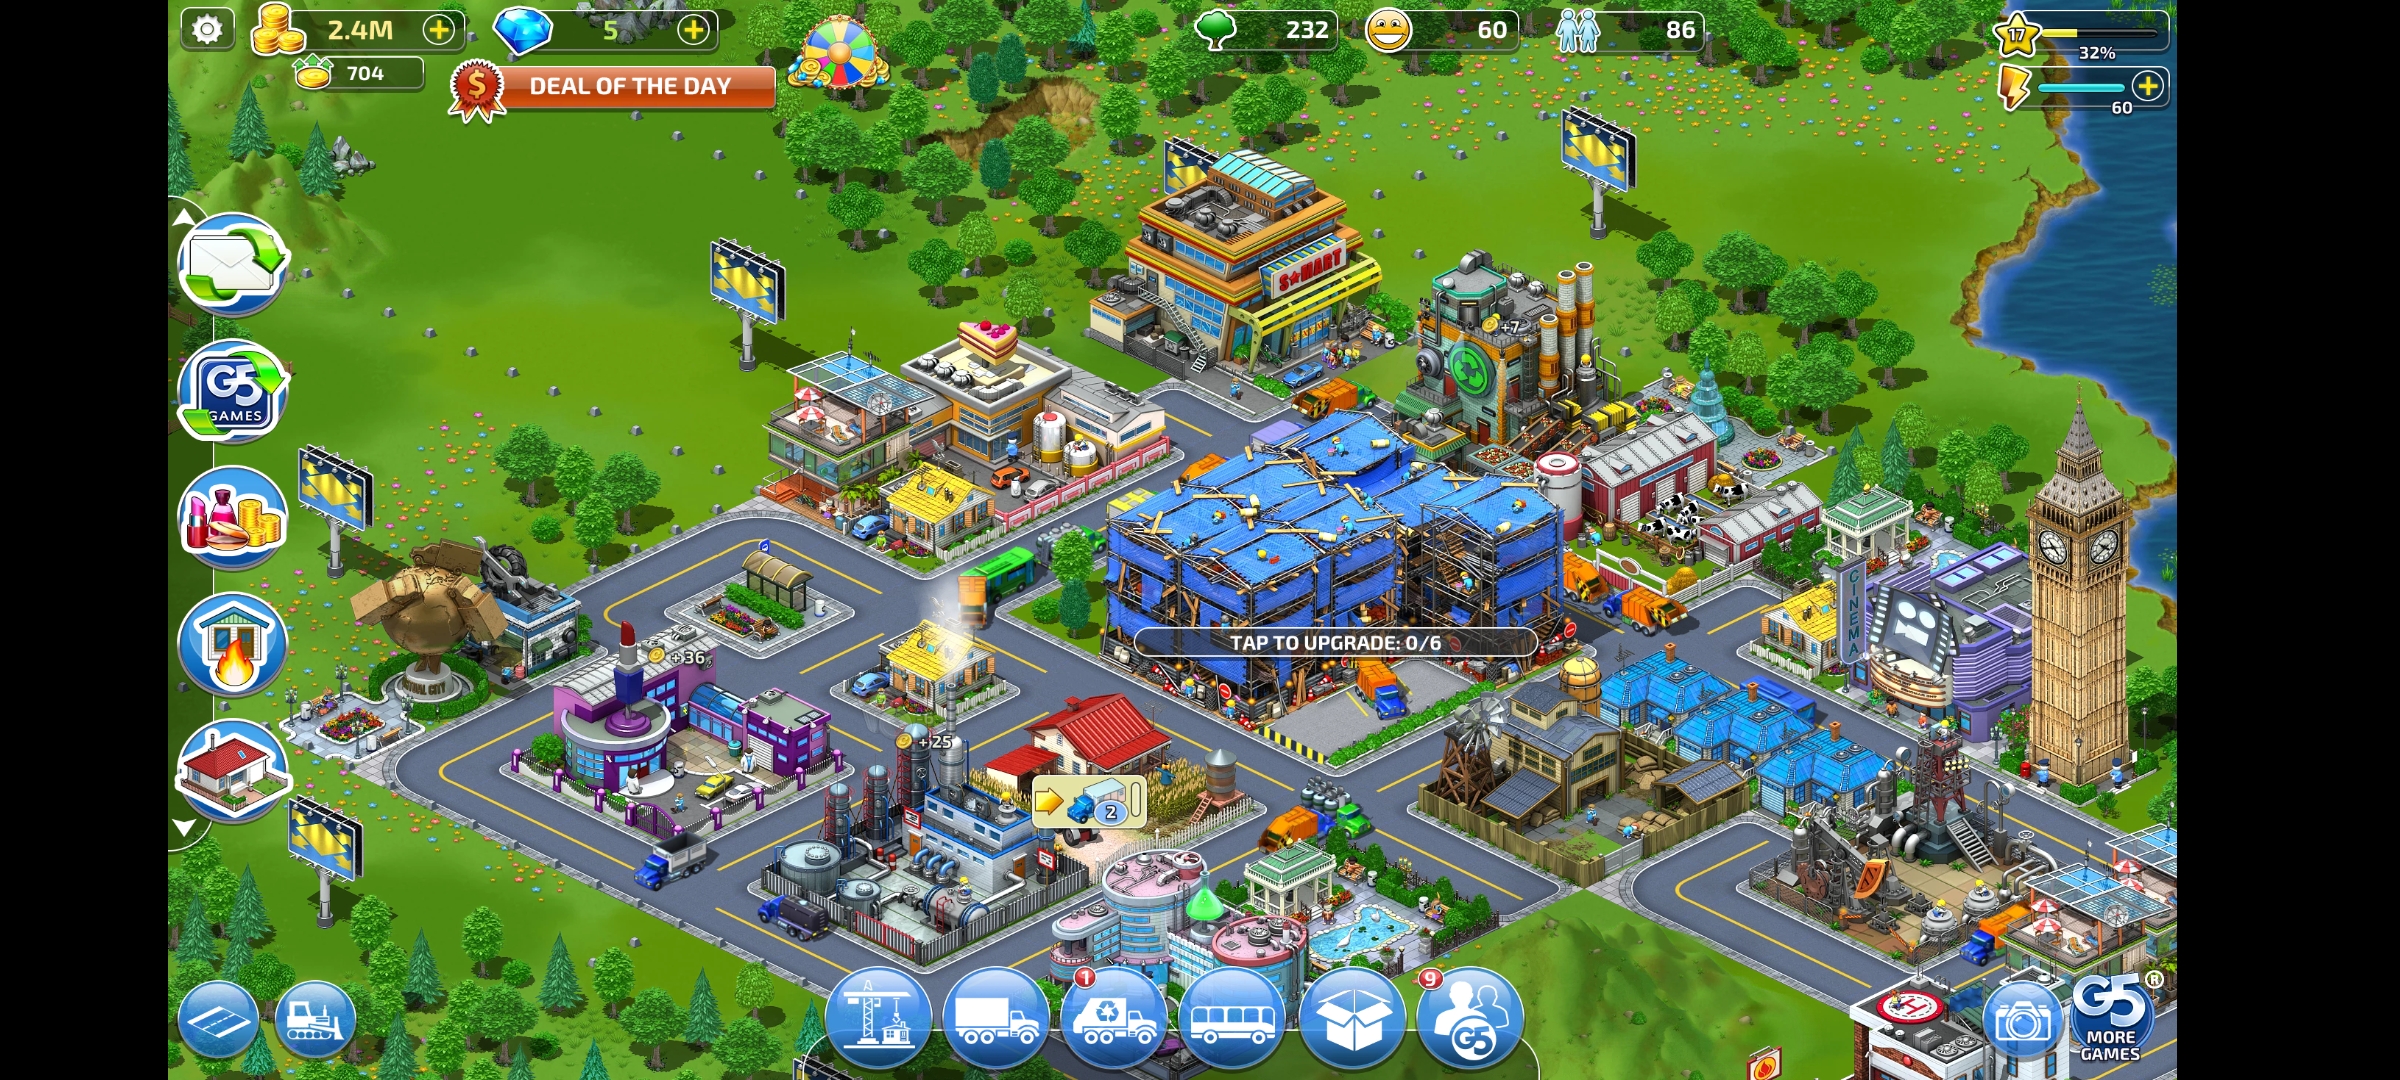 2.4M
5
232
60
86
17
32%
704
DEAL OF THE DAY
60
S★MART
+7
G5
GAMES
CINEMA
TAP TO UPGRADE: 0/6
+36
+25
2
1
9
G5
H
G5
®
MORE
GAMES